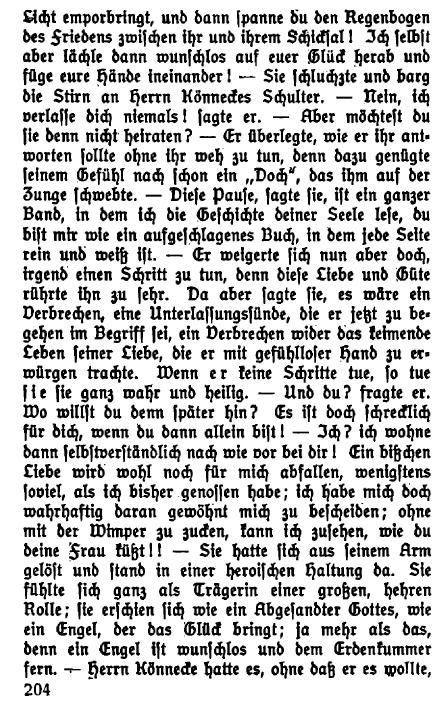 Licht emporbringt, und dann spanne du den Regenbogen
des Friedens zwischen ihr und ihrem Schicksal! Ich selbst
aber lächle dann wunschlos auf euer Glück herab und
füge eure Hände ineinander! — Sie schluchzte und barg
die Stirn an Herrn Könneckes Schulter. — Nein, ich
verlasse dich niemals! sagte er. — Aber möchtest du
sie denn nicht heiraten? — Er überlegte, wie er ihr ant-
worten sollte ohne ihr weh zu tun, denn dazu genügte
seinem Gefühl nach schon ein „Doch“, das ihm auf der
Zunge schwebte. — Diese Pause, sagte sie, ist ein ganzer
Band, in dem ich die Geschichte deiner Seele lese, du
bist mir wie ein aufgeschlagenes Buch, in dem jede Seite
rein und weiß ist. — Er weigerte sich nun aber doch,
irgend einen Schritt zu tun, denn diese Liebe und Güte
rührte ihn zu sehr. Da aber sagte sie, es wäre ein
Verbrechen, eine Unterlassungssünde, die er jetzt zu be-
gehen im Begriff sei, ein Verbrechen wider das keimende
Leben seiner Liebe, die er mit gefühlloser Hand zu er-
würgen trachte. Wenn er keine Schritte tue, so tue
sie sie ganz wahr und heilig. — Und du? fragte er.
Wo willst du denn später hin? Es ist doch schrecklich
für dich, wenn du dann allein bist! — Ich? ich wohne
dann selbstverständlich nach wie vor bei dir! Ein bißchen
Liebe wird wohl noch für mich abfallen, wenigstens
soviel, als ich bisher genossen habe; ich habe mich doch
wahrhaftig daran gewöhnt mich zu bescheiden; ohne
mit der Wimper zu zucken, kann ich zusehen, wie du
deine Frau küßt!! — Sie hatte sich aus seinem Arm
gelöst und stand in einer heroischen Haltung da. Sie
fühlte sich ganz als Trägerin einer großen, hehren
Rolle; sie erschien sich wie ein Abgesandter Gottes, wie
ein Engel, der das Glück bringt; ja mehr als das,
denn ein Engel ist wunschlos und dem Erdenkummer
fern. — Herrn Könnecke hatte es, ohne daß er es wollte,
204